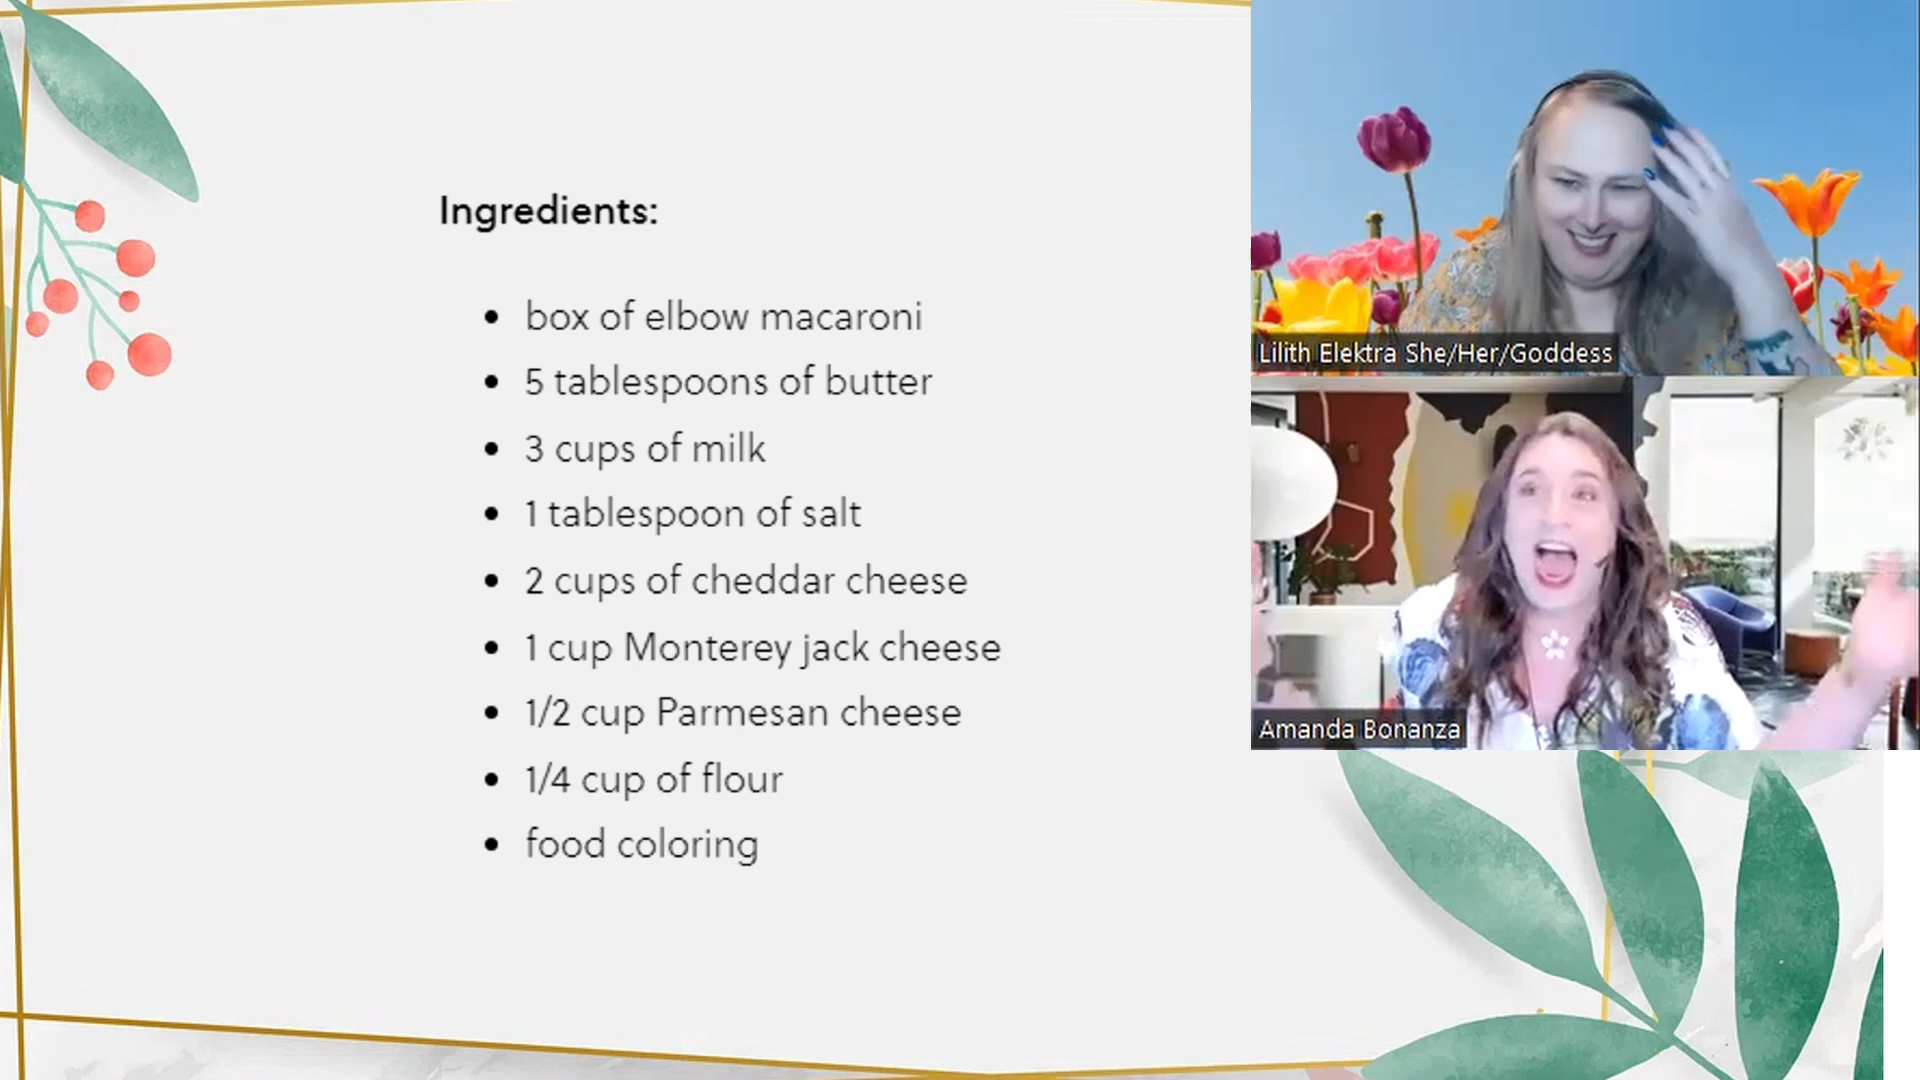 Ingredients:
• box of elbow macaroni
• 5 tablespoons of butter
• 3 cups of milk
• 1 tablespoon of salt
• 2 cups of cheddar cheese
• 1 cup Monterey jack cheese
• 1/2 cup Parmesan cheese
• 1/4 cup of flour
• food coloring
Lilith Elektra She/Her/Goddess
Amanda Bonanza